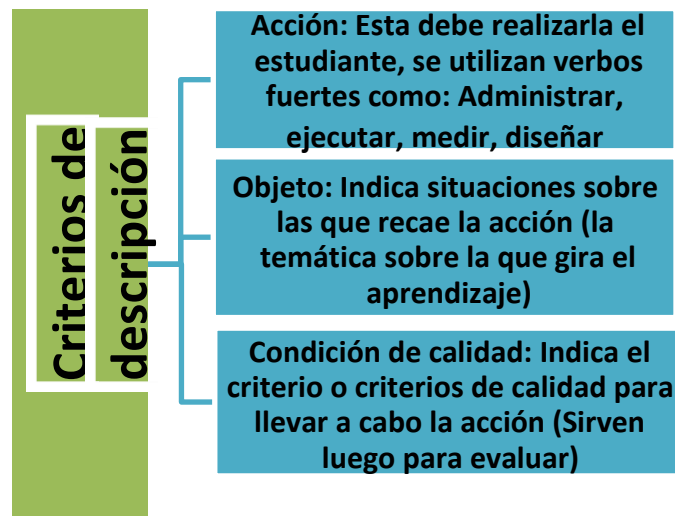 Criterios de
descripción
Acción: Esta debe realizarla el
estudiante, se utilizan verbos
fuertes como: Administrar,
ejecutar, medir, diseñar
Objeto: Indica situaciones sobre
las que recae la acción (la
temática sobre la que gira el
aprendizaje)
Condición de calidad: Indica el
criterio o criterios de calidad para
llevar a cabo la acción (Sirven
luego para evaluar)